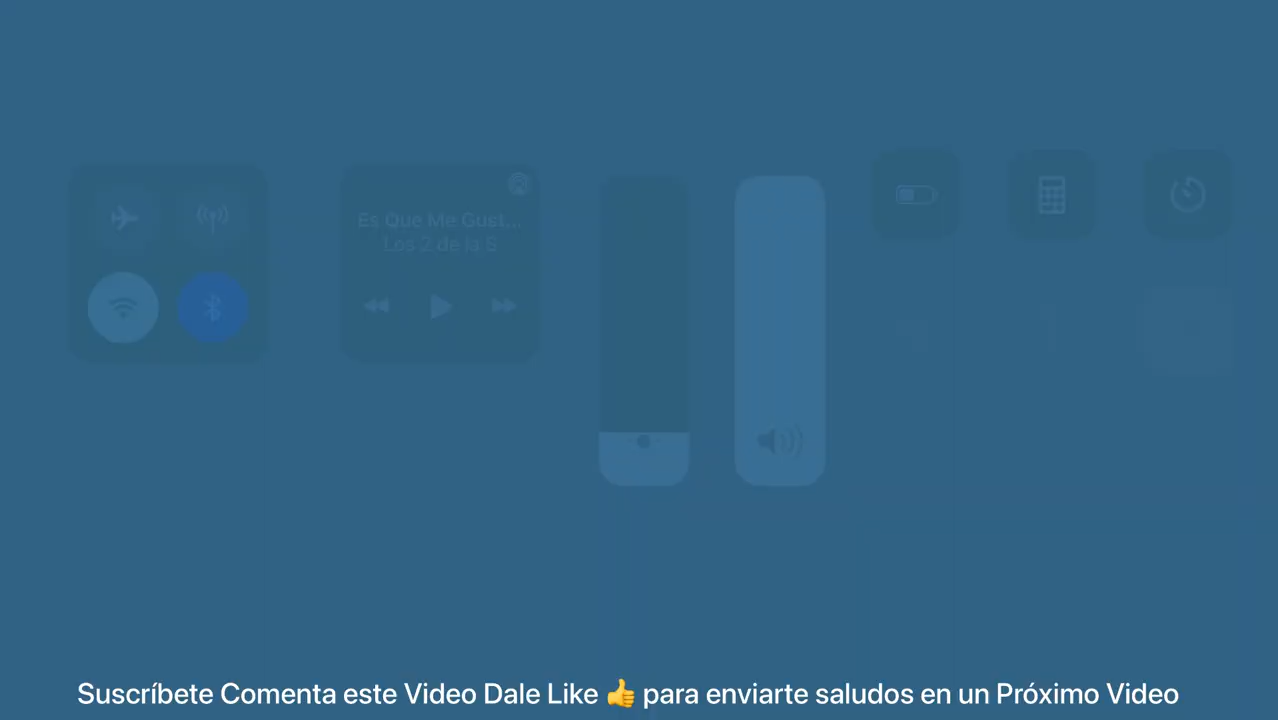 Es Que Me Gust...
Los 2 de la S
Suscríbete Comenta este Video Dale Like 👍 para enviarte saludos en un Próximo Video